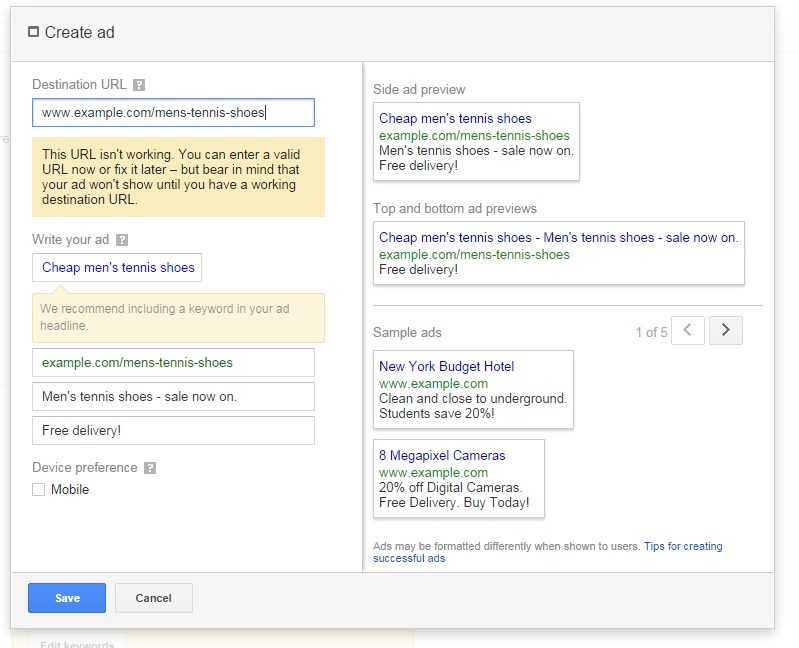 Create ad
Destination URL ?
www.example.com/mens-tennis-shoes
This URL isn't working. You can enter a valid
URL now or fix it later – but bear in mind that
your ad won't show until you have a working
destination URL.
Write your ad ?
Cheap men's tennis shoes
We recommend including a keyword in your ad
headline.
example.com/mens-tennis-shoes
Men's tennis shoes - sale now on.
Free delivery!
Device preference ?
Mobile
Side ad preview
Cheap men's tennis shoes
example.com/mens-tennis-shoes
Men's tennis shoes - sale now on.
Free delivery!
Top and bottom ad previews
Cheap men's tennis shoes - Men's tennis shoes - sale now on.
example.com/mens-tennis-shoes
Free delivery!
Sample ads
1 of 5
New York Budget Hotel
www.example.com
Clean and close to underground.
Students save 20%!
8 Megapixel Cameras
www.example.com
20% off Digital Cameras.
Free Delivery. Buy Today!
Ads may be formatted differently when shown to users. Tips for creating
successful ads
Save
Cancel
Edit keywords